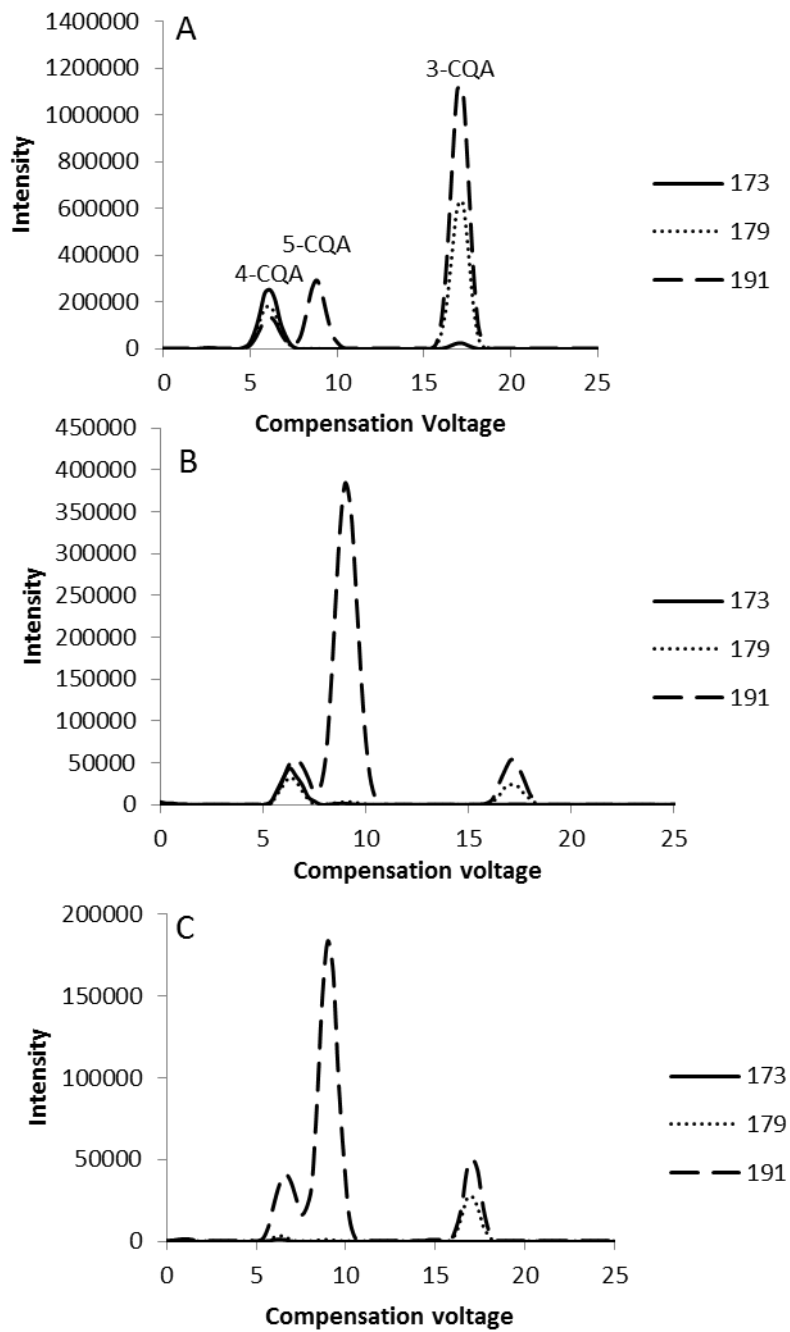 A
1400000
1200000
1000000
800000
600000
400000
200000
0
Intensity
3-CQA
5-CQA
4-CQA
173
179
191
0 5 10 15 20 25
Compensation Voltage
B
450000
400000
350000
300000
250000
200000
150000
100000
50000
0
Intensity
173
179
191
0 5 10 15 20 25
Compensation voltage
C
200000
150000
100000
50000
0
Intensity
173
179
191
0 5 10 15 20 25
Compensation voltage